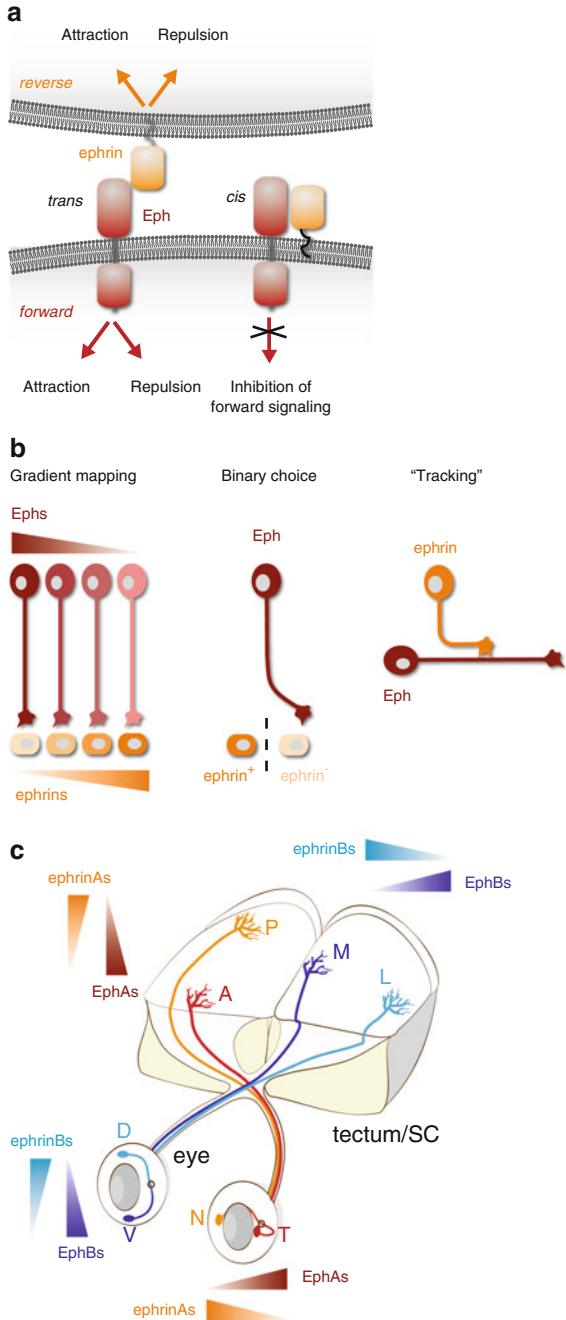 a
Attraction Repulsion
reverse
ephrin
trans
cis
Eph
forward
Attraction Repulsion
Inhibition of
forward signaling
b
Gradient mapping
Binary choice
“Tracking”
Ephs
Eph
ephrin
Eph
ephrin+
ephrin-
ephrins
c
ephrinBs
EphBs
ephrinAs
EphAs
P
M
A
L
tectum/SC
D
eye
ephrinBs
EphBs
V
N
T
EphAs
ephrinAs